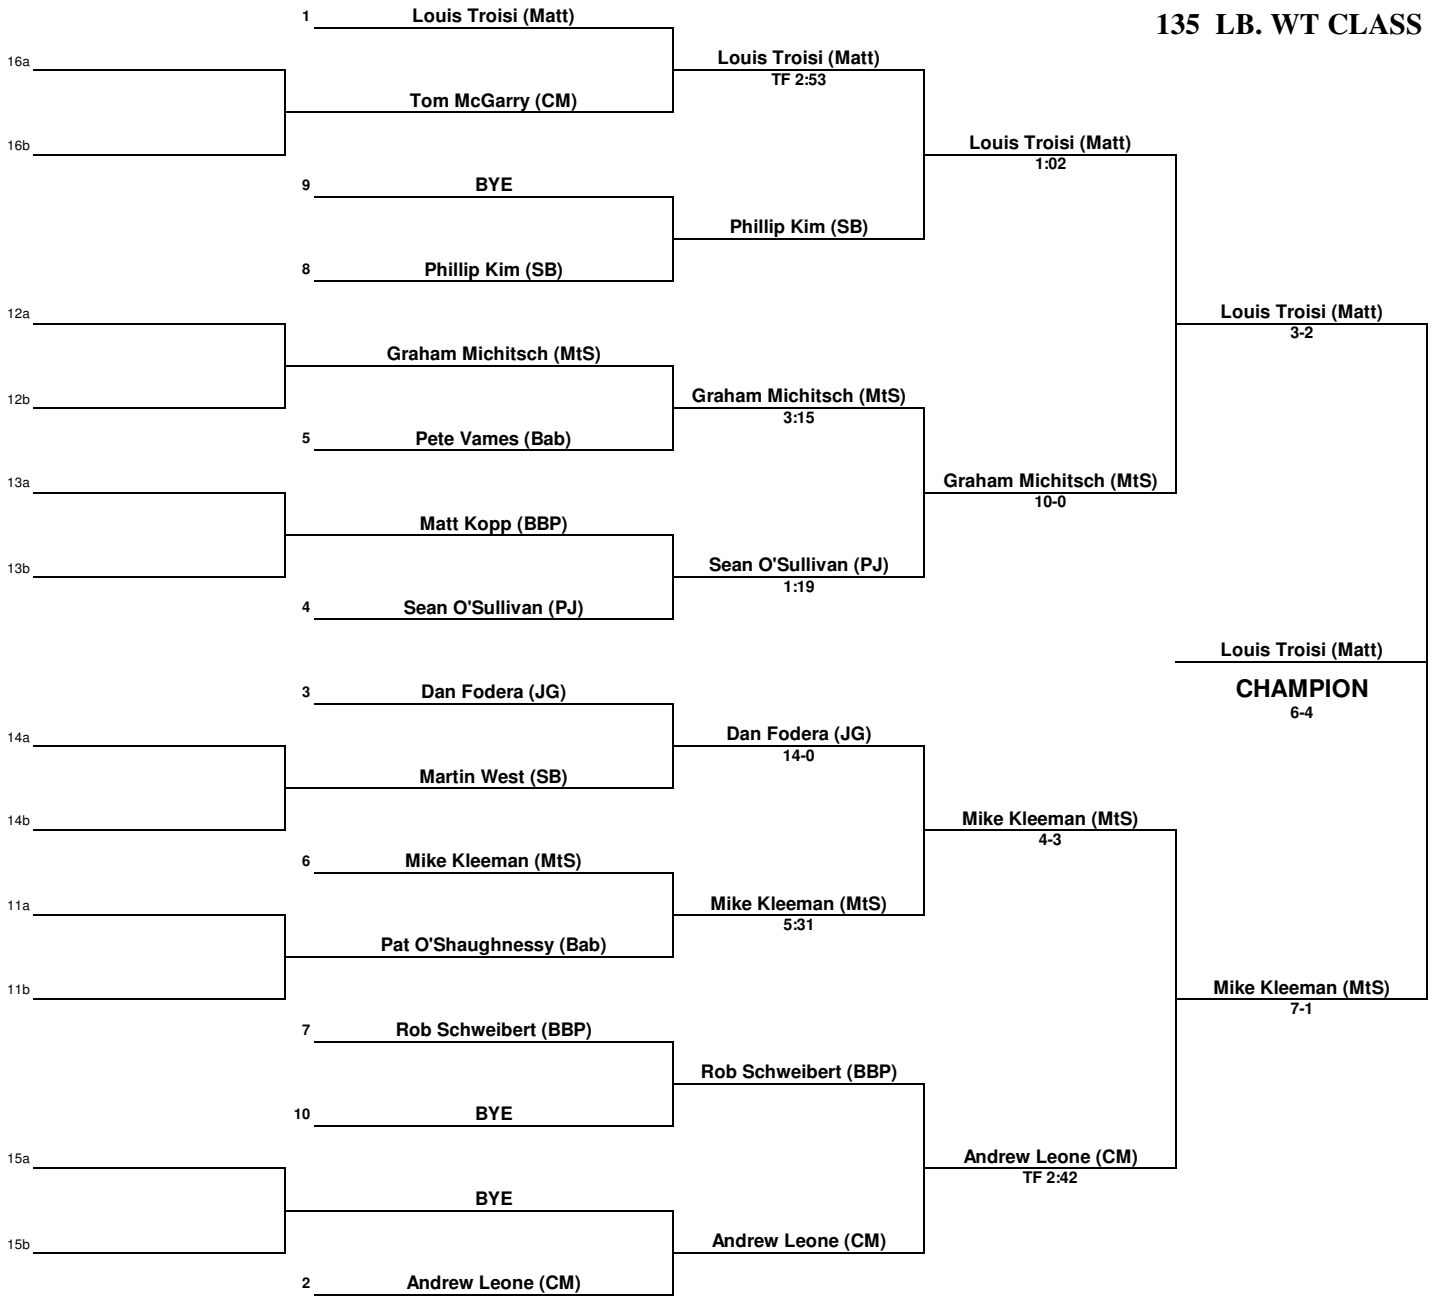 135 LB. WT CLASS
1 Louis Troisi (Matt)
16a
Louis Troisi (Matt)
TF 2:53
Tom McGarry (CM)
16b
Louis Troisi (Matt)
1:02
9 BYE
Phillip Kim (SB)
8 Phillip Kim (SB)
12a
Louis Troisi (Matt)
3-2
Graham Michitsch (MtS)
12b
Graham Michitsch (MtS)
3:15
5 Pete Vames (Bab)
13a
Graham Michitsch (MtS)
10-0
Matt Kopp (BBP)
13b
Sean O'Sullivan (PJ)
1:19
4 Sean O'Sullivan (PJ)
Louis Troisi (Matt)
CHAMPION
6-4
3 Dan Fodera (JG)
14a
Dan Fodera (JG)
14-0
Martin West (SB)
14b
Mike Kleeman (MtS)
4-3
6 Mike Kleeman (MtS)
11a
Mike Kleeman (MtS)
5:31
Pat O'Shaughnessy (Bab)
11b
Mike Kleeman (MtS)
7-1
7 Rob Schweibert (BBP)
Rob Schweibert (BBP)
10 BYE
15a
Andrew Leone (CM)
TF 2:42
BYE
15b
Andrew Leone (CM)
2 Andrew Leone (CM)